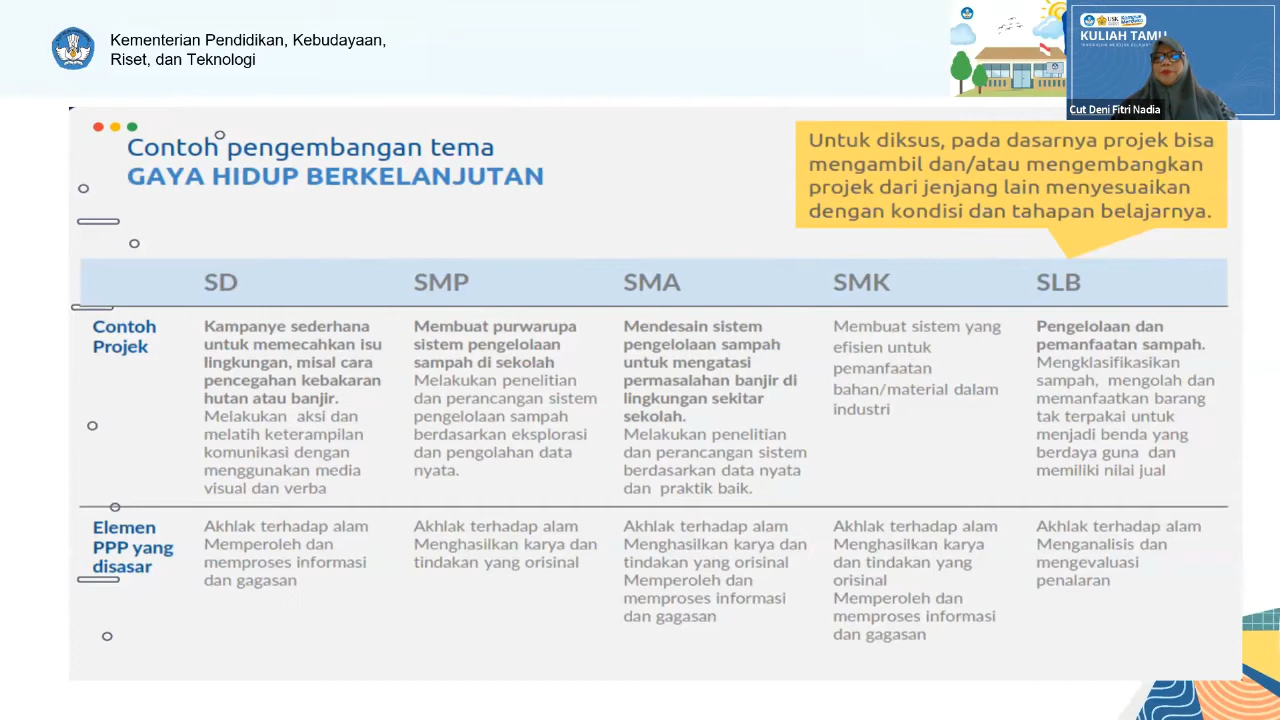 Kementerian Pendidikan, Kebudayaan,
Riset, dan Teknologi
USK
KULIAH TAMU
Cut Deni Fitri Nadia
Contoh pengembangan tema
GAYA HIDUP BERKELANJUTAN
Untuk diksus, pada dasarnya projek bisa
mengambil dan/atau mengembangkan
projek dari jenjang lain menyesuaikan
dengan kondisi dan tahapan belajarnya.
SD
SMP
SMA
SMK
SLB
Contoh
Projek
Kampanye sederhana
untuk memecahkan isu
lingkungan, misal cara
pencegahan kebakaran
hutan atau banjir.
Melakukan aksi dan
melatih keterampilan
komunikasi dengan
menggunakan media
visual dan verba
Membuat purwarupa
sistem pengelolaan
sampah di sekolah
Melakukan penelitian
dan perancangan sistem
pengelolaan sampah
berdasarkan eksplorasi
dan pengolahan data
nyata.
Mendesain sistem
pengelolaan sampah
untuk mengatasi
permasalahan banjir di
lingkungan sekitar
sekolah.
Melakukan penelitian
dan perancangan sistem
berdasarkan data nyata
dan praktik baik.
Membuat sistem yang
efisien untuk
pemanfaatan
bahan/material dalam
industri
Pengelolaan dan
pemanfaatan sampah.
Mengklasifikasikan
sampah, mengolah dan
memanfaatkan barang
tak terpakai untuk
menjadi benda yang
berdaya guna dan
memiliki nilai jual
Elemen
PPP yang
disasar
Akhlak terhadap alam
Memperoleh dan
memproses informasi
dan gagasan
Akhlak terhadap alam
Menghasilkan karya dan
tindakan yang orisinal
Akhlak terhadap alam
Menghasilkan karya dan
tindakan yang orisinal
Memperoleh dan
memproses informasi
dan gagasan
Akhlak terhadap alam
Menghasilkan karya
dan tindakan yang
orisinal
Memperoleh dan
memproses informasi
dan gagasan
Akhlak terhadap alam
Menganalisis dan
mengevaluasi
penalaran